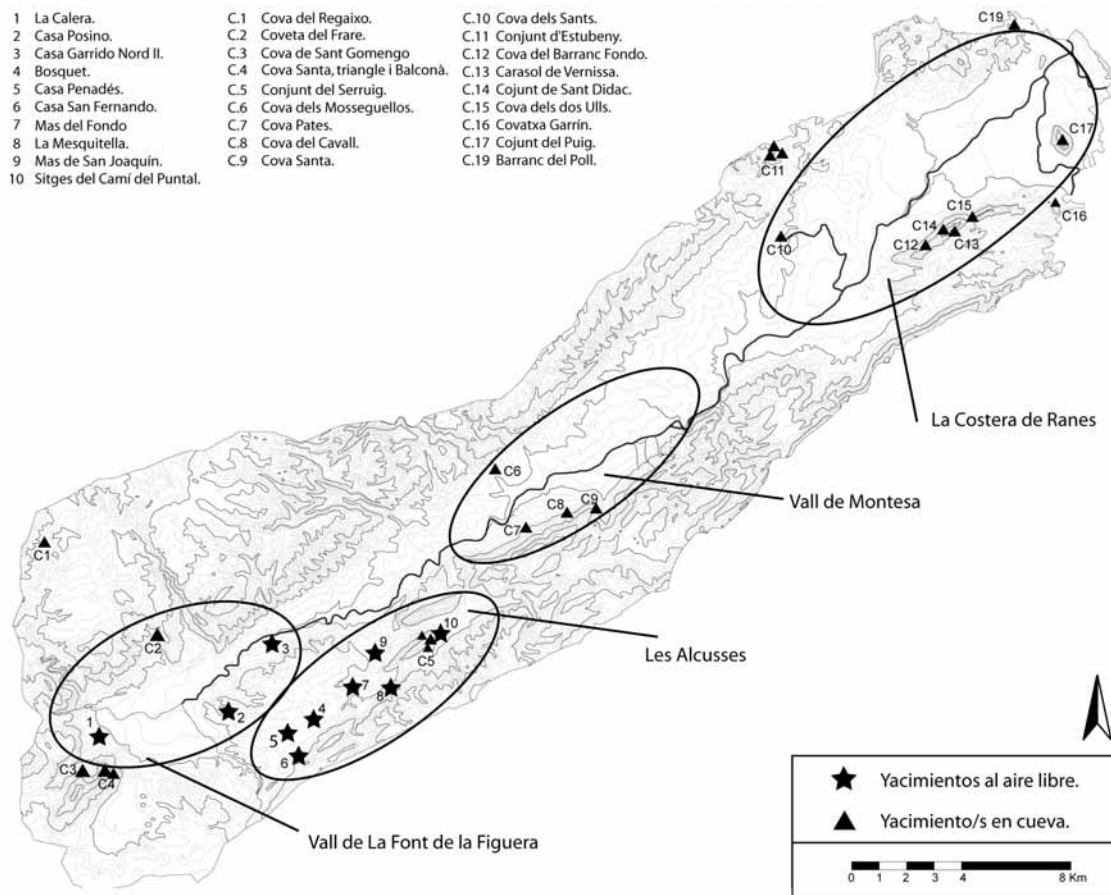 1 La Calera.
2 Casa Posino.
3 Casa Garrido Nord II.
4 Bosquet.
5 Casa Penadés.
6 Casa San Fernando.
7 Mas del Fondo
8 La Mesquitella.
9 Mas de San Joaquín.
10 Sitges del Camí del Puntal.
C.1 Cova del Regaixo.
C.2 Coveta del Frare.
C.3 Cova de Sant Gomengo
C.4 Cova Santa, triangle i Balconà.
C.5 Conjunt del Serruig.
C.6 Cova dels Mosseguellos.
C.7 Cova Pates.
C.8 Cova del Cavall.
C.9 Cova Santa.
C.10 Cova dels Sants.
C.11 Conjunt d'Estubeny.
C.12 Cova del Barranc Fondo.
C.13 Carasol de Vernissa.
C.14 Cojunt de Sant Didac.
C.15 Cova dels dos Ulls.
C.16 Covatxa Garrín.
C.17 Cojunt del Puig.
C.19 Barranc del Poll.
C19
C17
C11
C16
C15
C14
C13
C12
C10
La Costera de Ranes
C6
C9
C8
C7
Vall de Montesa
C1
C2
3
10
C5
9
Les Alcusses
7
8
2
4
5
6
1
C3
C4
Vall de La Font de la Figuera
Yacimientos al aire libre.
Yacimiento/s en cueva.
0 1 2 3 4 8 Km